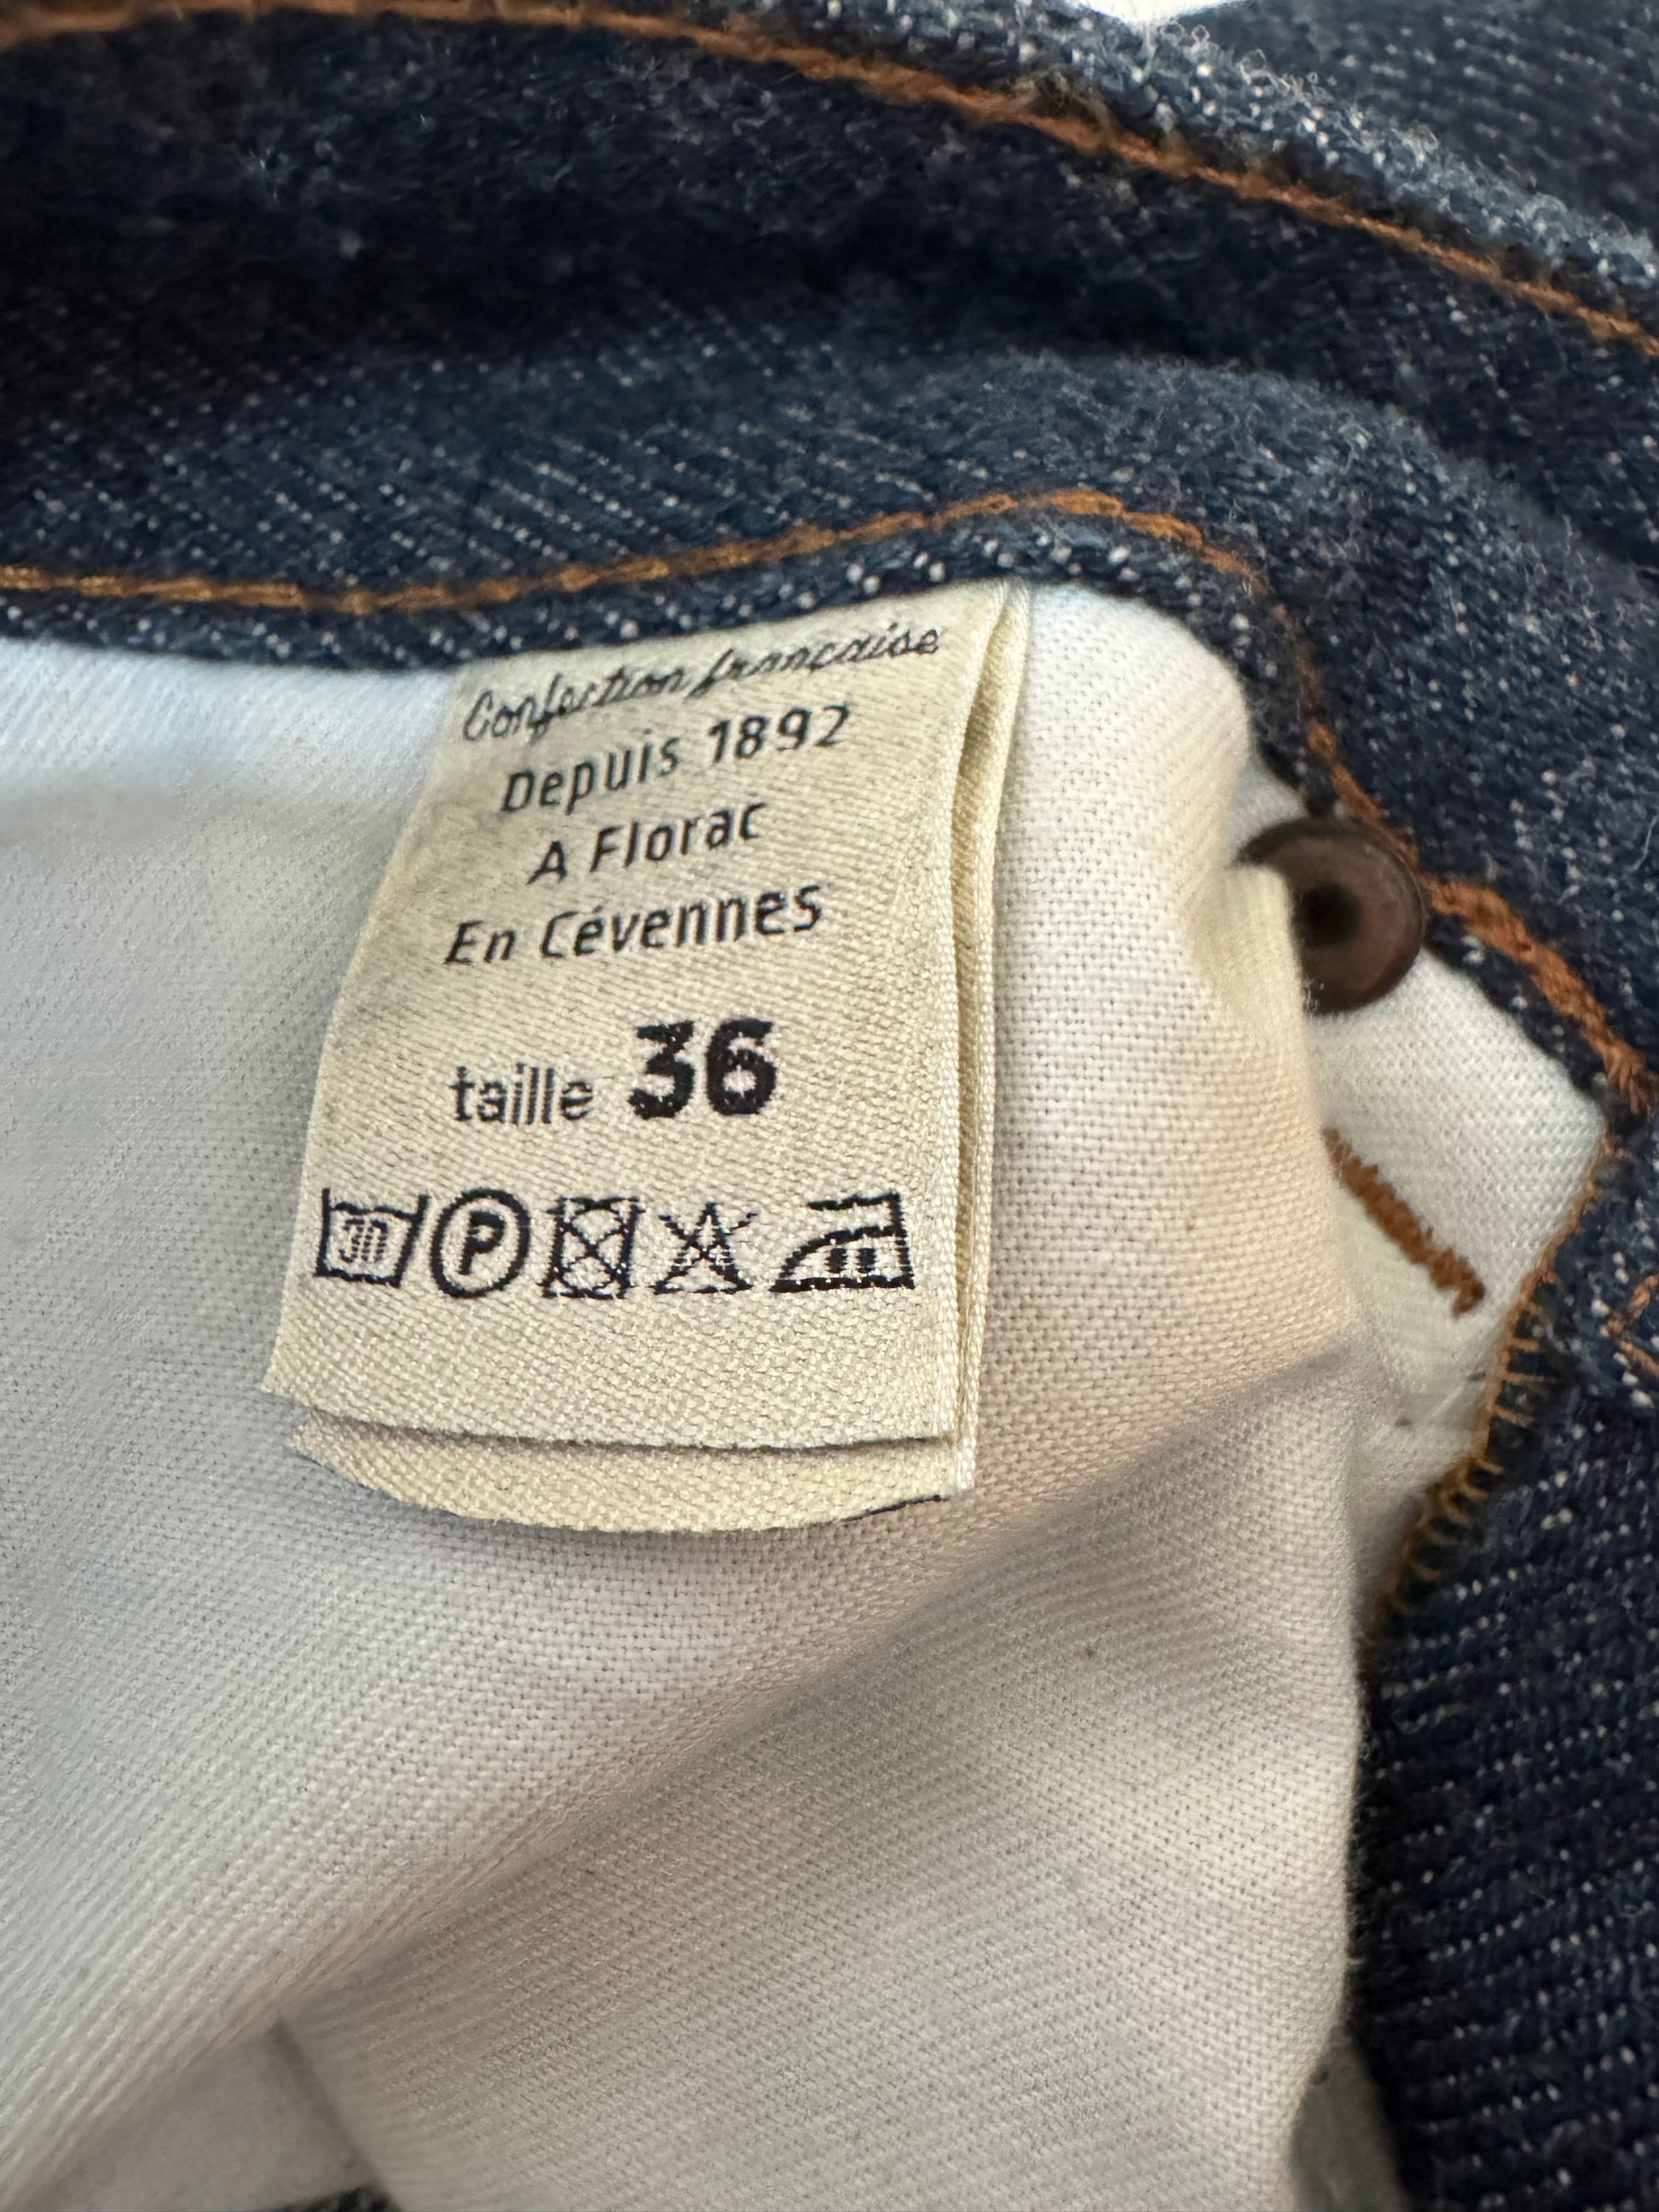 Confection française
Depuis 1892
A Florac
En Cévennes
taille 36
30 P